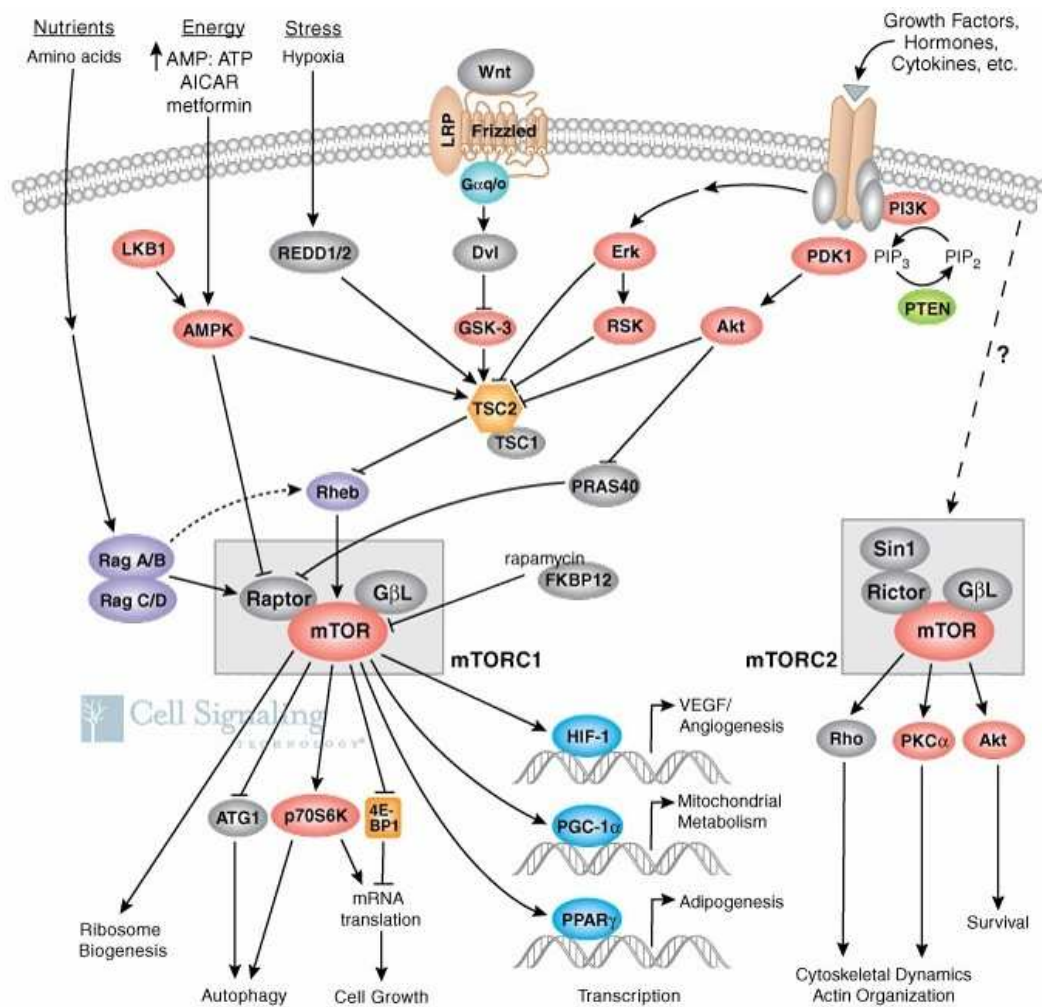 Nutrients
Amino acids
Energy
AMP: ATP
AICAR
metformin
Stress
Hypoxia
Wnt
LRP
Frizzled
Gαq/o
Growth Factors,
Hormones,
Cytokines, etc.
LKB1
REDD1/2
Dvl
Erk
PDK1
PI3K
PIP3
PIP2
PTEN
AMPK
GSK-3
RSK
Akt
?
TSC2
TSC1
Rheb
PRAS40
Rag A/B
Rag C/D
Raptor
GβL
mTOR
rapamycin
FKBP12
mTORC1
Sin1
Rictor
GβL
mTOR
mTORC2
Cell Signaling
TECHNOLOGY®
HIF-1
VEGF/
Angiogenesis
Rho
PKCα
Akt
ATG1
p70S6K
4E-
BP1
PGC-1α
Mitochondrial
Metabolism
mRNA
translation
PPARγ
Adipogenesis
Ribosome
Biogenesis
Survival
Autophagy
Cell Growth
Transcription
Cytoskeletal Dynamics
Actin Organization